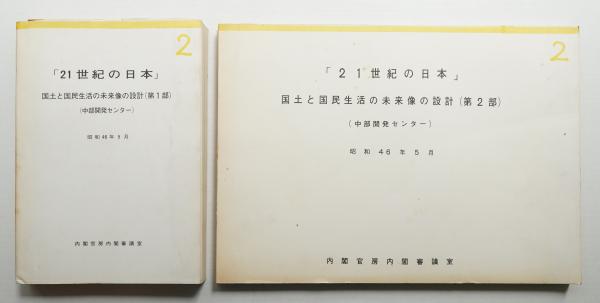 2
「21世紀の日本」
国土と国民生活の未来像の設計(第1部)
(中部開発センター)
昭和46年5月
内閣官房内閣審議室
2
「21世紀の日本」
国土と国民生活の未来像の設計(第2部)
(中部開発センター)
昭和46年5月
内閣官房内閣審議室